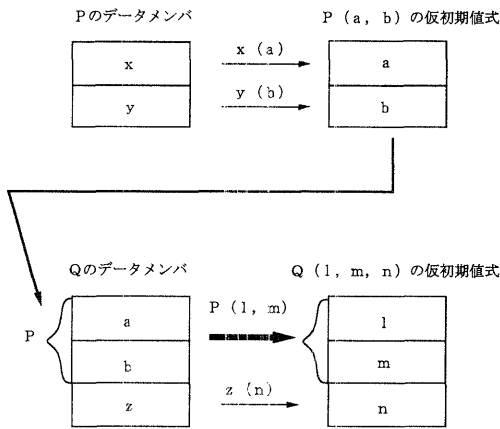 Pのデータメンバ
P (a, b) の仮初期値式
x
x (a)
a
y
y (b)
b
Qのデータメンバ
Q (l, m, n) の仮初期値式
P
a
P (l, m)
l
b
m
z
z (n)
n